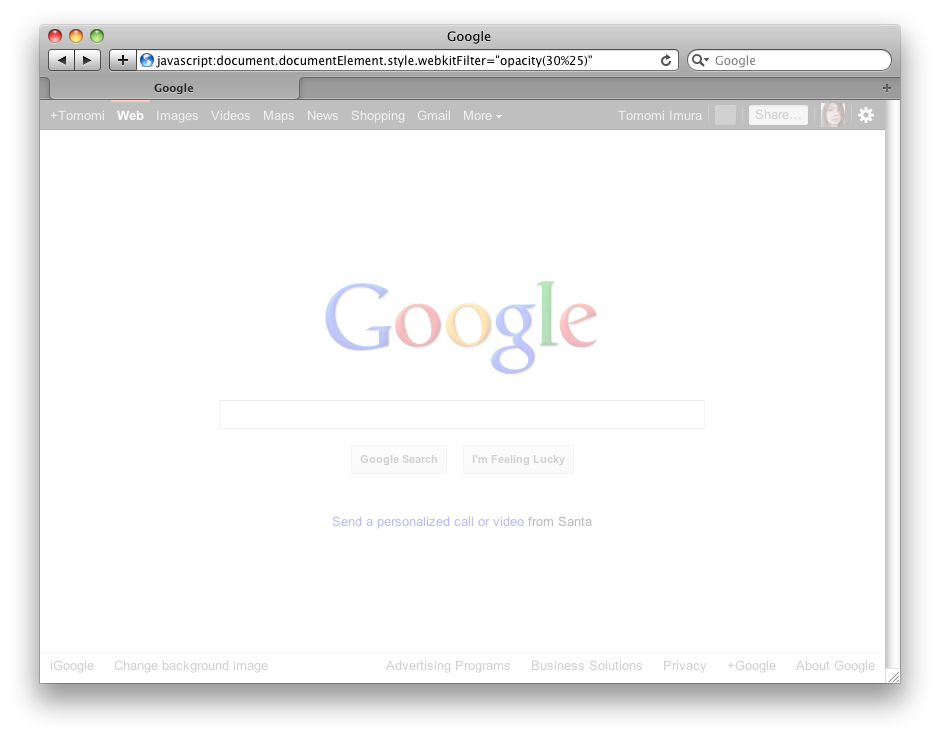 Google
javascript:document.documentElement.style.webkitFilter="opacity(30%25)"
Google
Google
+Tomomi Web Images Videos Maps News Shopping Gmail More Tomomi Imura Share...
Google
Google Search I'm Feeling Lucky
Send a personalized call or video from Santa
iGoogle Change background image Advertising Programs Business Solutions Privacy +Google About Google